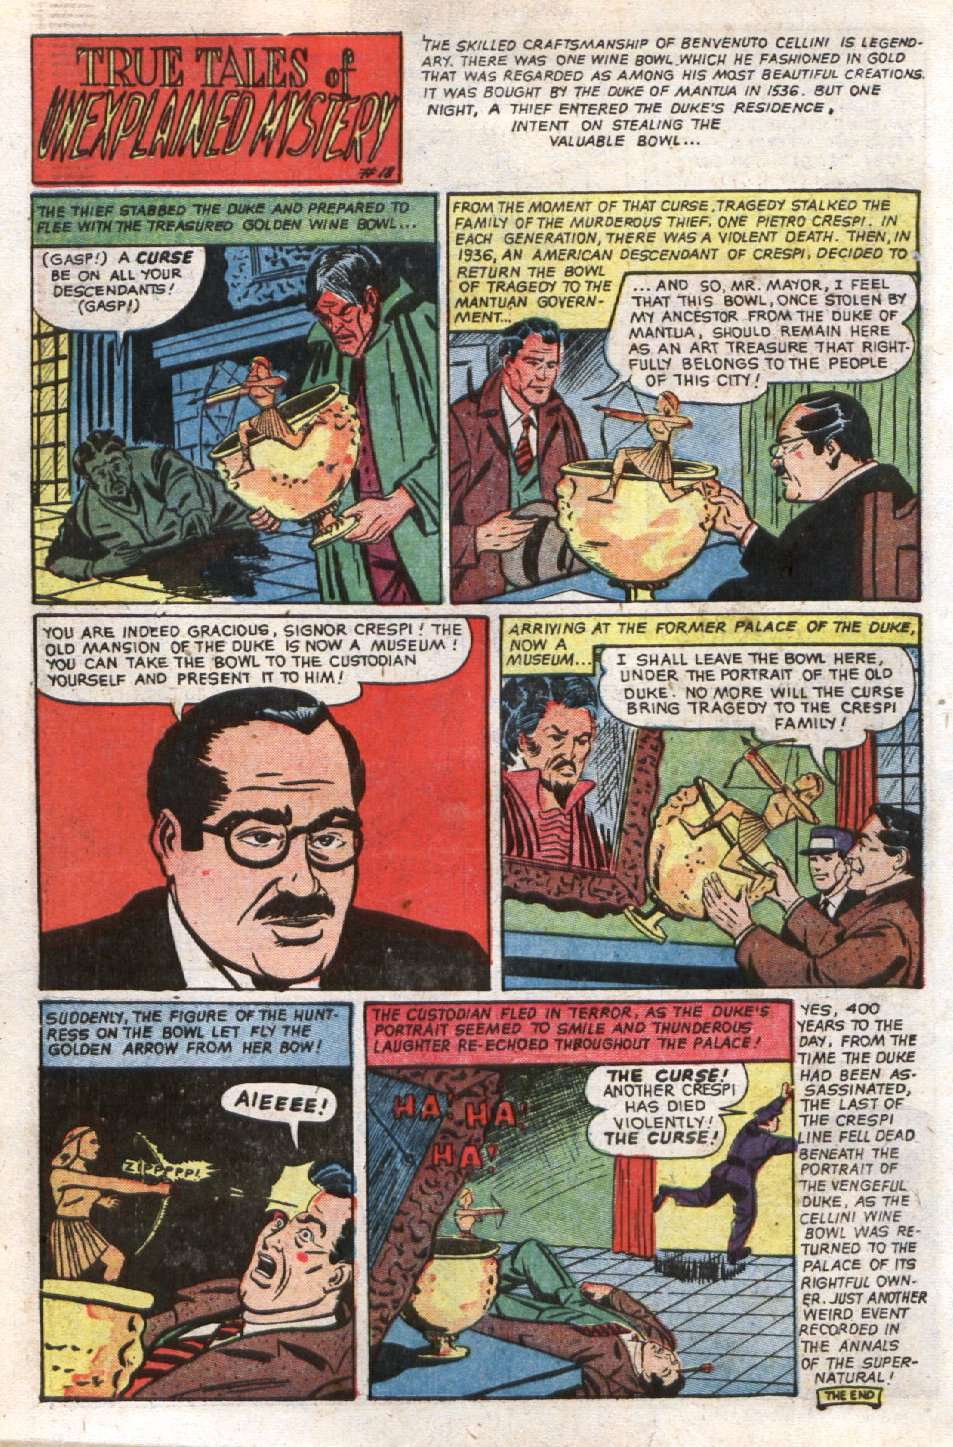 TRUE TALES of
UNEXPLAINED MYSTERY
#18
THE SKILLED CRAFTSMANSHIP OF BENVENUTO CELLINI IS LEGEND-
ARY. THERE WAS ONE WINE BOWL, WHICH HE FASHIONED IN GOLD
THAT WAS REGARDED AS AMONG HIS MOST BEAUTIFUL CREATIONS.
IT WAS BOUGHT BY THE DUKE OF MANTUA IN 1536. BUT ONE
NIGHT, A THIEF ENTERED THE DUKE'S RESIDENCE,
INTENT ON STEALING THE
VALUABLE BOWL...
THE THIEF STABBED THE DUKE AND PREPARED TO
FLEE WITH THE TREASURED GOLDEN WINE BOWL...
(GASP!) A CURSE
BE ON ALL YOUR
DESCENDANTS!
(GASP!)
FROM THE MOMENT OF THAT CURSE, TRAGEDY STALKED THE
FAMILY OF THE MURDEROUS THIEF, ONE PIETRO CRESPI. IN
EACH GENERATION, THERE WAS A VIOLENT DEATH. THEN, IN
1936, AN AMERICAN DESCENDANT OF CRESPI, DECIDED TO
RETURN THE BOWL
OF TRAGEDY TO THE
MANTUAN GOVERN-
MENT...
...AND SO, MR. MAYOR, I FEEL
THAT THIS BOWL, ONCE STOLEN BY
MY ANCESTOR FROM THE DUKE OF
MANTUA, SHOULD REMAIN HERE
AS AN ART TREASURE THAT RIGHT-
FULLY BELONGS TO THE PEOPLE
OF THIS CITY!
YOU ARE INDEED GRACIOUS, SIGNOR CRESPI! THE
OLD MANSION OF THE DUKE IS NOW A MUSEUM!
YOU CAN TAKE THE BOWL TO THE CUSTODIAN
YOURSELF AND PRESENT IT TO HIM!
ARRIVING AT THE FORMER PALACE OF THE DUKE,
NOW A
MUSEUM...
I SHALL LEAVE THE BOWL HERE,
UNDER THE PORTRAIT OF THE OLD
DUKE. NO MORE WILL THE CURSE
BRING TRAGEDY TO THE CRESPI
FAMILY!
SUDDENLY, THE FIGURE OF THE HUNT-
RESS ON THE BOWL LET FLY THE
GOLDEN ARROW FROM HER BOW!
AIEEEE!
ZIPPPPP!
THE CUSTODIAN FLED IN TERROR, AS THE DUKE'S
PORTRAIT SEEMED TO SMILE AND THUNDEROUS
LAUGHTER RE-ECHOED THROUGHOUT THE PALACE!
HA! HA!
HA!
THE CURSE!
ANOTHER CRESPI
HAS DIED
VIOLENTLY!
THE CURSE!
YES, 400
YEARS TO THE
DAY, FROM THE
TIME THE DUKE
HAD BEEN AS-
SASSINATED,
THE LAST OF
THE CRESPI
LINE FELL DEAD
BENEATH THE
PORTRAIT OF
THE VENGEFUL
DUKE, AS THE
CELLINI WINE
BOWL WAS RE-
TURNED TO THE
PALACE OF ITS
RIGHTFUL OWN-
ER. JUST ANOTHER
WEIRD EVENT
RECORDED IN
THE ANNALS
OF THE SUPER-
NATURAL!
THE END